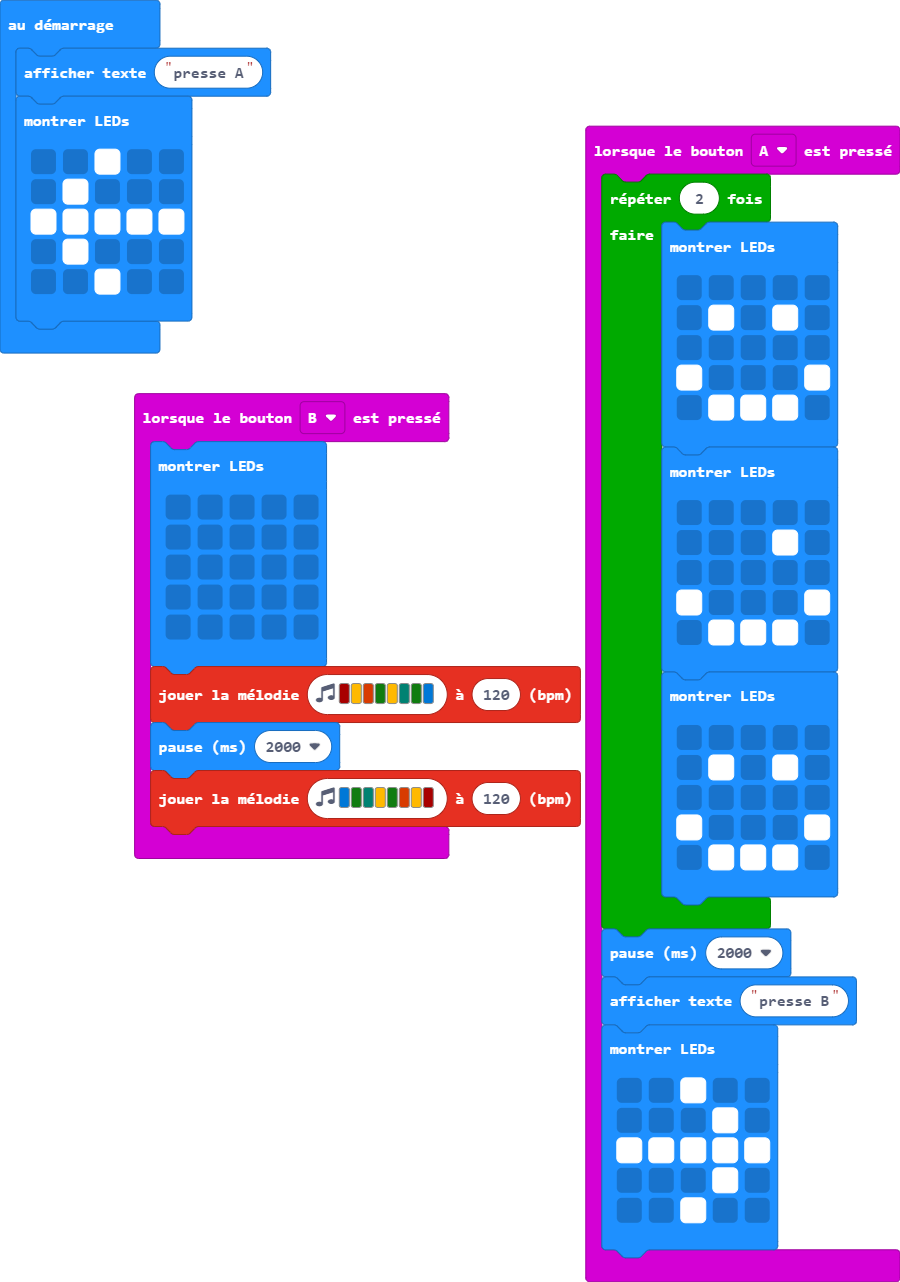 au démarrage
afficher texte "presse A"
montrer LEDs
lorsque le bouton A est pressé
répéter 2 fois
faire
montrer LEDs
montrer LEDs
montrer LEDs
pause (ms) 2000
afficher texte "presse B"
montrer LEDs
lorsque le bouton B est pressé
montrer LEDs
jouer la mélodie à 120 (bpm)
pause (ms) 2000
jouer la mélodie à 120 (bpm)